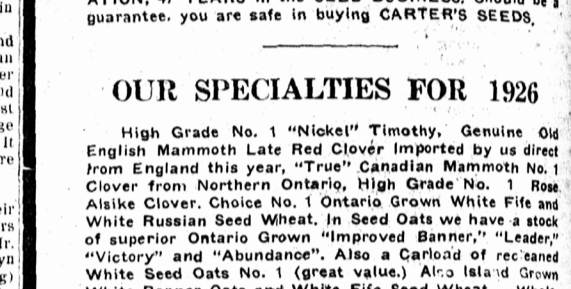 in
guarantee, you are safe in buying CARTER'S SEEDS.
OUR SPECIALTIES FOR 1926
High Grade No. 1 "Nickel" Timothy, Genuine Old
English Mammoth Late Red Clover Imported by us direct
from England this year, "True" Canadian Mammoth No. 1
Clover from Northern Ontario, High Grade No. 1 Rose
Alsike Clover. Choice No. 1 Ontario Grown White Fife and
White Russian Seed Wheat. In Seed Oats we have a stock
of superior Ontario Grown "Improved Banner," "Leader,"
"Victory" and "Abundance". Also a Carload of recleaned
White Seed Oats No. 1 (great value.) Also Island Grown